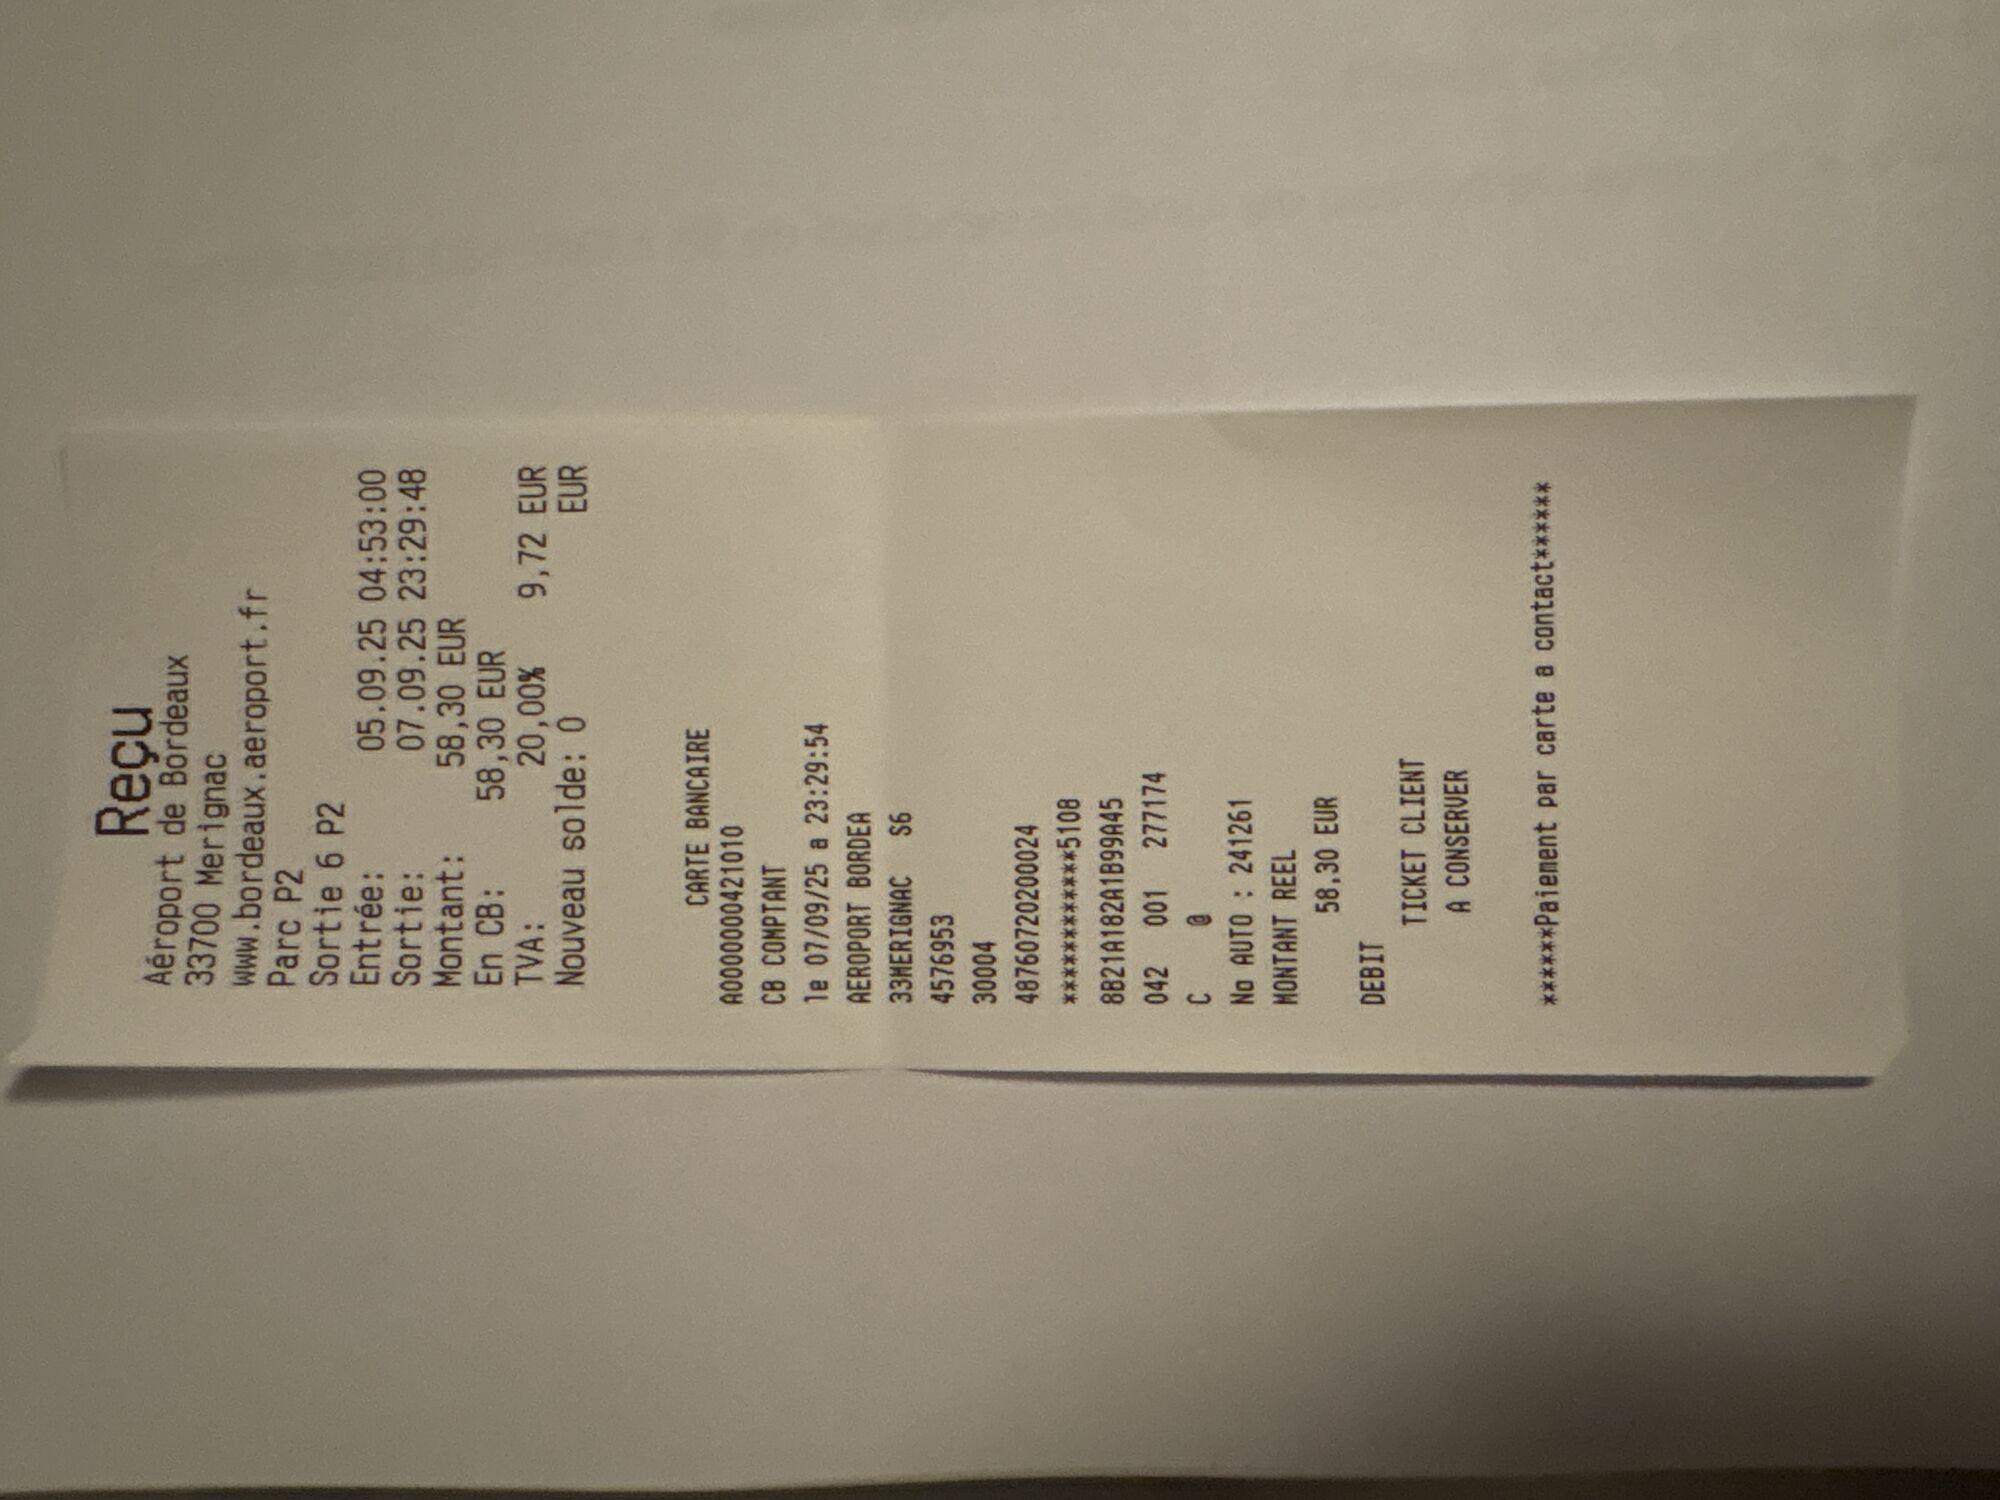 Reçu
Aéroport de Bordeaux
33700 Merignac
www.bordeaux.aeroport.fr
Parc P2
Sortie 6 P2
Entrée: 05.09.25 04:53:00
Sortie: 07.09.25 23:29:48
Montant: 58,30 EUR
En CB: 58,30 EUR
TVA: 20,00% 9,72 EUR
Nouveau solde: 0 EUR
CARTE BANCAIRE
A0000000421010
CB COMPTANT
le 07/09/25 a 23:29:54
AEROPORT BORDEA
33MERIGNAC S6
4576953
30004
48760720200024
************5108
8B21A182A1B99A45
042 001 277174
C @
No AUTO : 241261
MONTANT REEL
58,30 EUR
DEBIT
TICKET CLIENT
A CONSERVER
******Paiement par carte a contact******